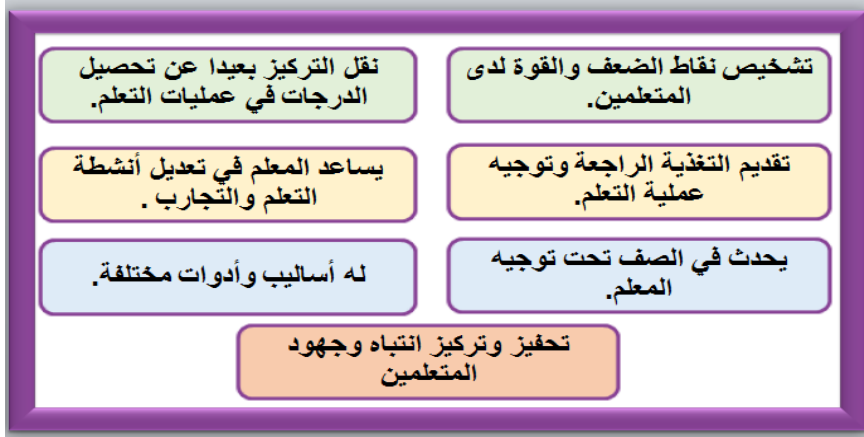 تشخيص نقاط الضعف والقوة لدى
المتعلمين.
نقل التركيز بعيدا عن تحصيل
الدرجات في عمليات التعلم.
تقديم التغذية الراجعة وتوجيه
عملية التعلم.
يساعد المعلم في تعديل أنشطة
التعلم والتجارب .
يحدث في الصف تحت توجيه
المعلم.
له أساليب وأدوات مختلفة.
تحفيز وتركيز انتباه وجهود
المتعلمين